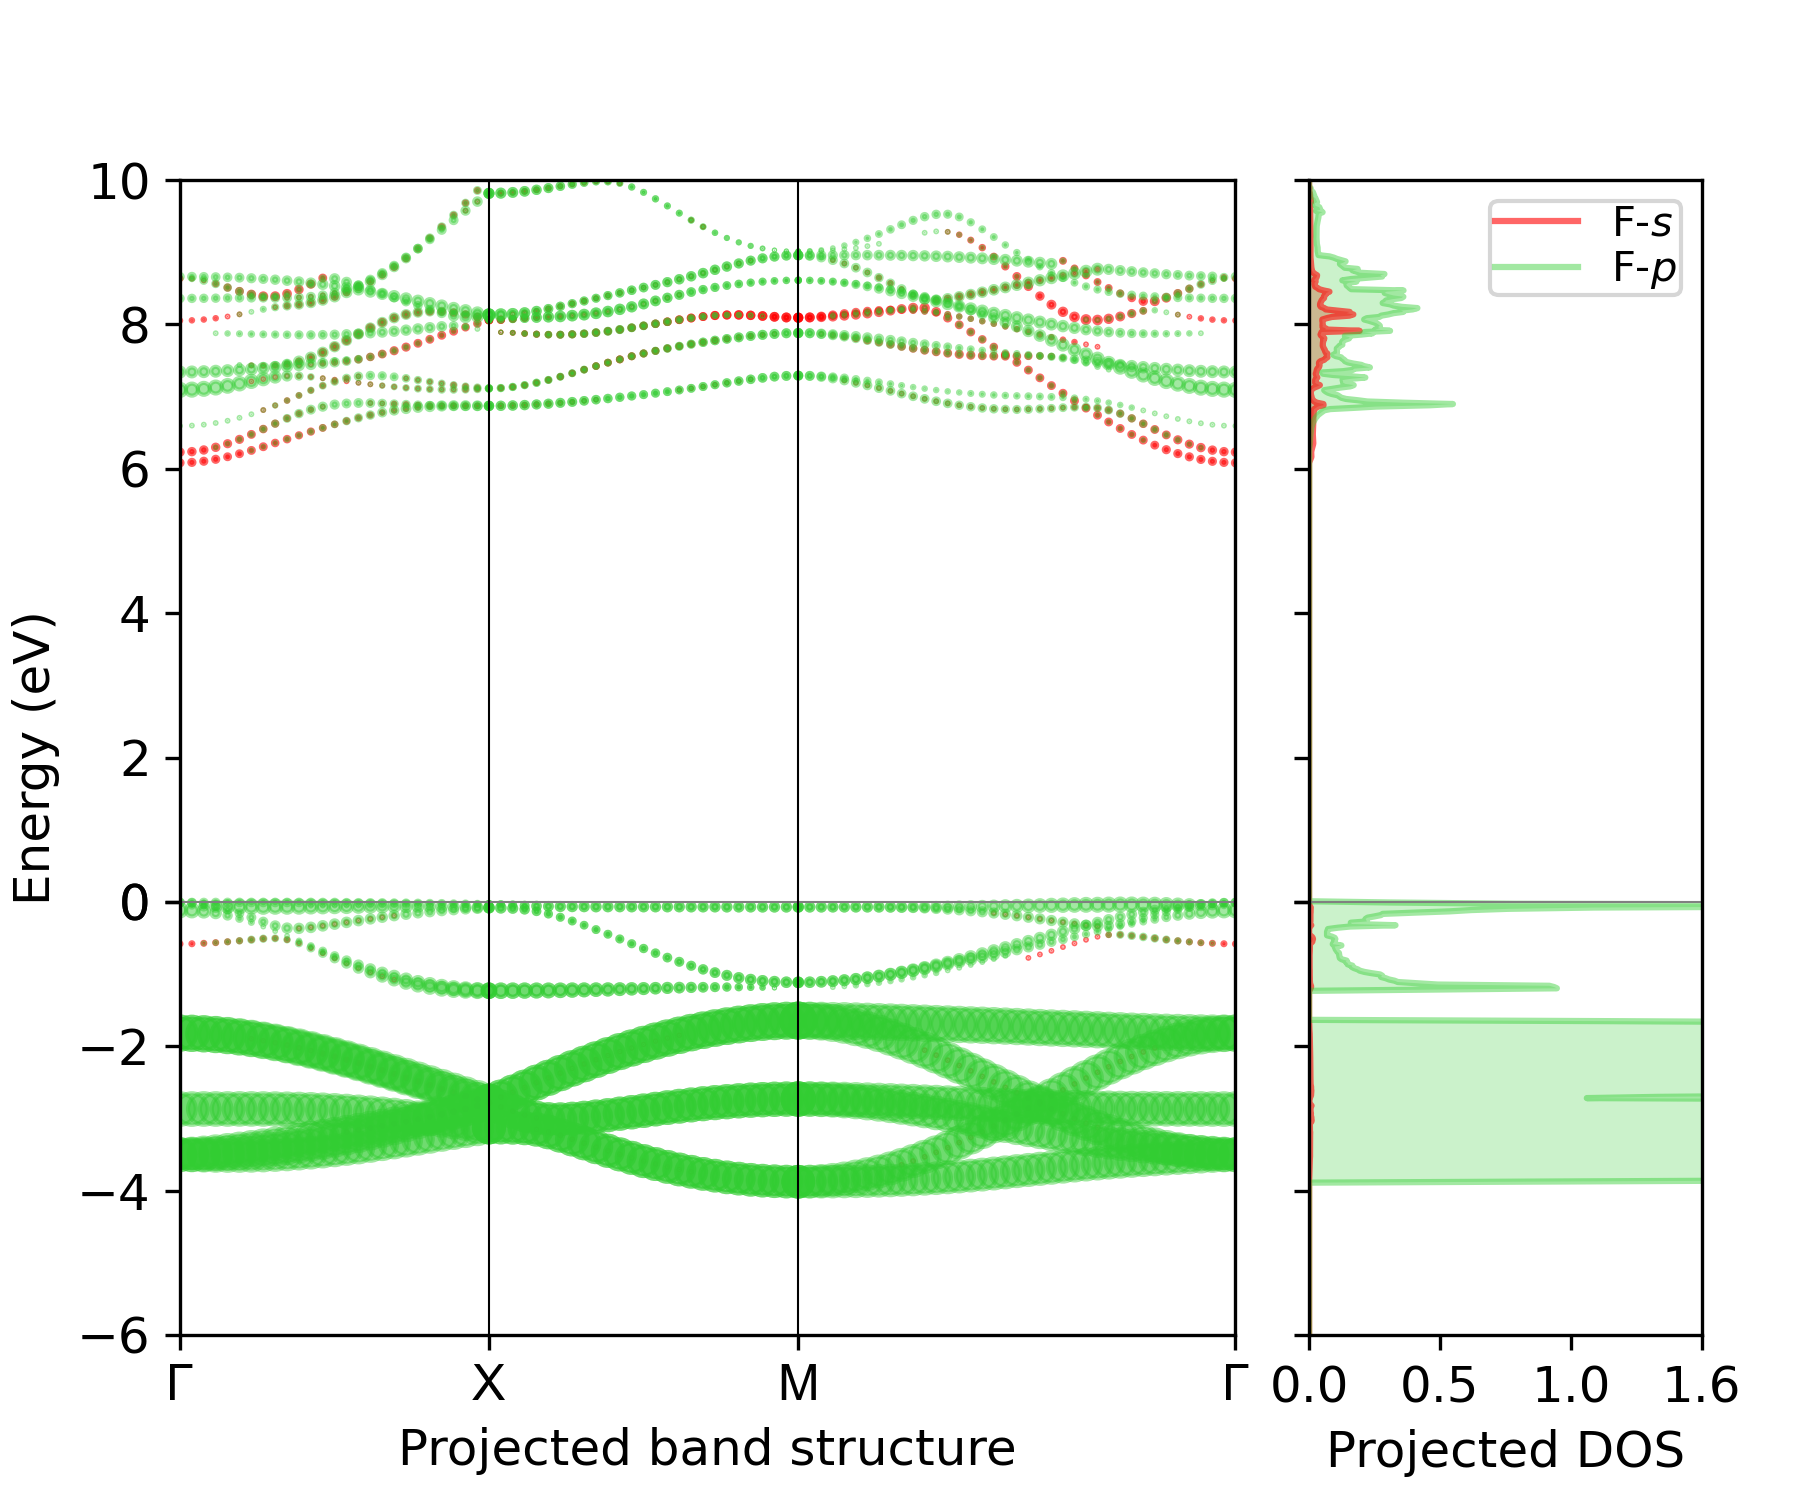 10
8
6
4
2
0
−2
−4
−6
Energy (eV)
Γ X M Γ
Projected band structure
F-s
F-p
0.0 0.5 1.0 1.6
Projected DOS